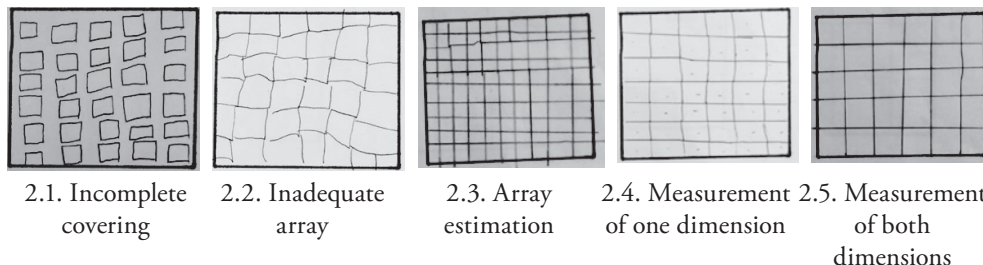 2.1. Incomplete
covering
2.2. Inadequate
array
2.3. Array
estimation
2.4. Measurement
of one dimension
2.5. Measurement
of both
dimensions